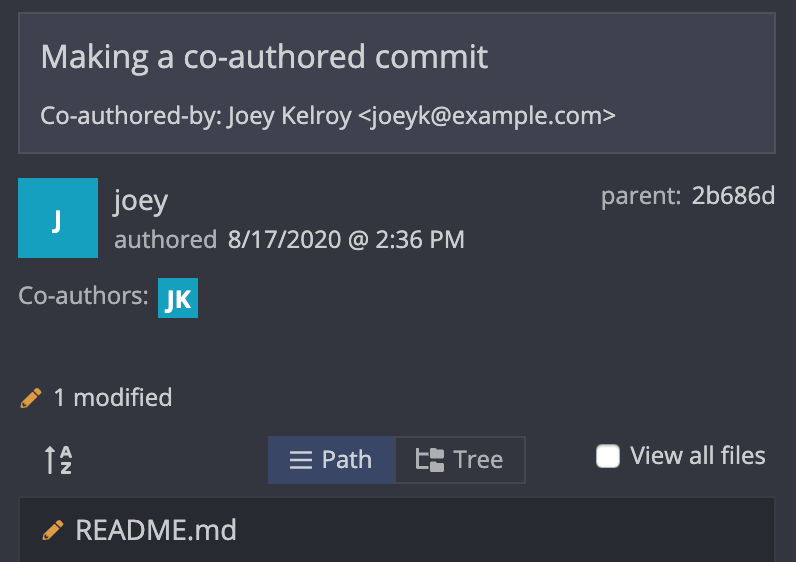 Making a co-authored commit
Co-authored-by: Joey Kelroy <joeyk@example.com>
J
joey
parent: 2b686d
authored 8/17/2020 @ 2:36 PM
Co-authors: JK
1 modified
A
Z
Path
Tree
View all files
README.md